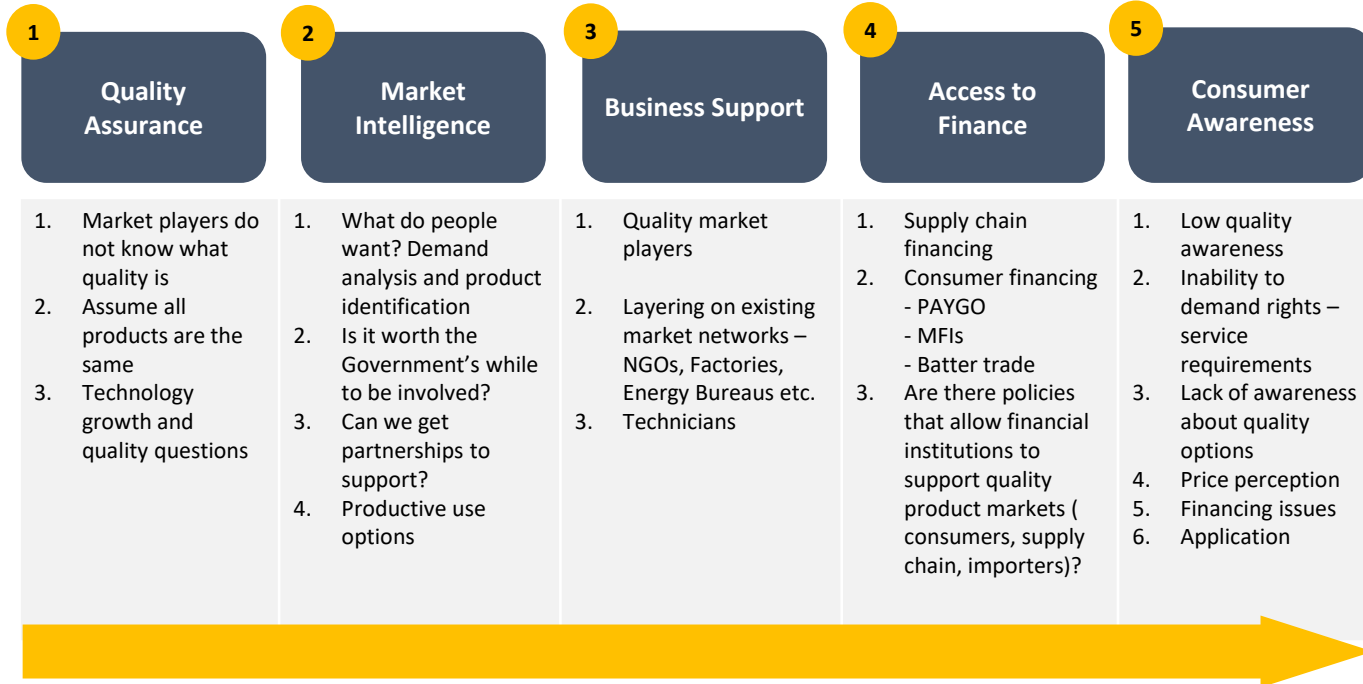 1
Quality
Assurance
2
Market
Intelligence
3
Business Support
4
Access to
Finance
5
Consumer
Awareness
1. Market players do
not know what
quality is
2. Assume all
products are the
same
3. Technology
growth and
quality questions
1. What do people
want? Demand
analysis and product
identification
2. Is it worth the
Government’s while
to be involved?
3. Can we get
partnerships to
support?
4. Productive use
options
1. Quality market
players
2. Layering on existing
market networks –
NGOs, Factories,
Energy Bureaus etc.
3. Technicians
1. Supply chain
financing
2. Consumer financing
- PAYGO
- MFIs
- Batter trade
3. Are there policies
that allow financial
institutions to
support quality
product markets (
consumers, supply
chain, importers)?
1. Low quality
awareness
2. Inability to
demand rights –
service
requirements
3. Lack of awareness
about quality
options
4. Price perception
5. Financing issues
6. Application